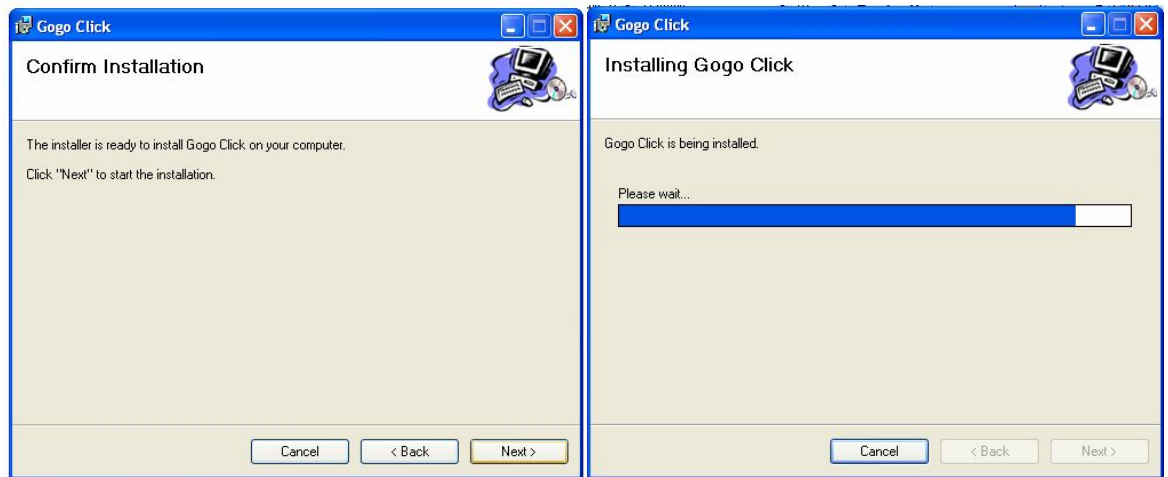 Gogo Click
Confirm Installation
The installer is ready to install Gogo Click on your computer.
Click "Next" to start the installation.
Cancel
< Back
Next >
Gogo Click
Installing Gogo Click
Gogo Click is being installed.
Please wait...
Cancel
< Back
Next >